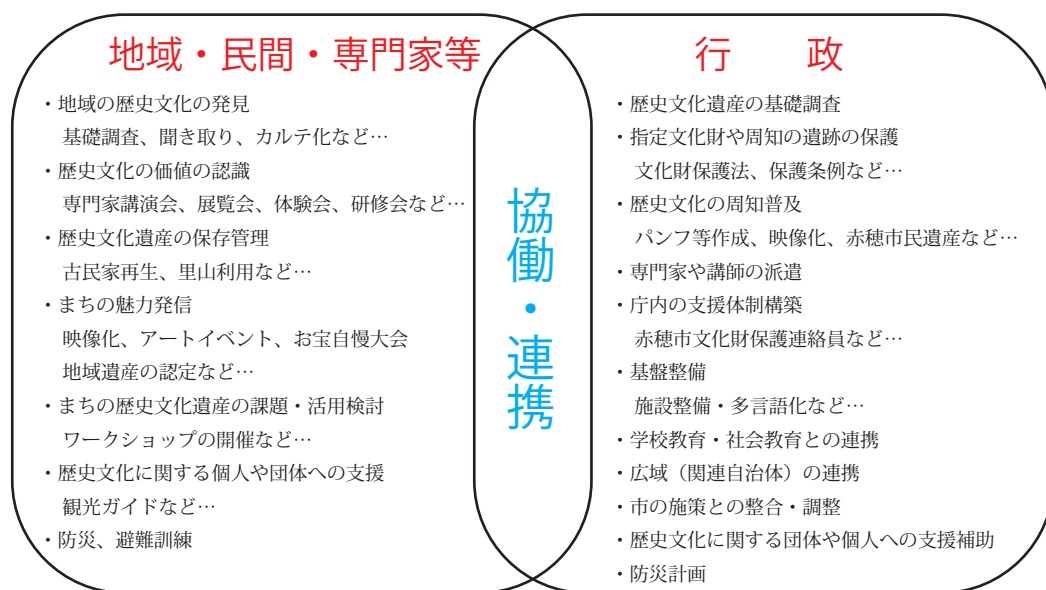 地域・民間・専門家等
・地域の歴史文化の発見
基礎調査、聞き取り、カルテ化など…
・歴史文化の価値の認識
専門家講演会、展覧会、体験会、研修会など…
・歴史文化遺産の保存管理
古民家再生、里山利用など…
・まちの魅力発信
映像化、アートイベント、お宝自慢大会
地域遺産の認定など…
・まちの歴史文化遺産の課題・活用検討
ワークショップの開催など…
・歴史文化に関する個人や団体への支援
観光ガイドなど…
・防災、避難訓練
協働・連携
行　政
・歴史文化遺産の基礎調査
・指定文化財や周知の遺跡の保護
文化財保護法、保護条例など…
・歴史文化の周知普及
パンフ等作成、映像化、赤穂市民遺産など…
・専門家や講師の派遣
・庁内の支援体制構築
赤穂市文化財保護連絡員など…
・基盤整備
施設整備・多言語化など…
・学校教育・社会教育との連携
・広域（関連自治体）の連携
・市の施策との整合・調整
・歴史文化に関する団体や個人への支援補助
・防災計画